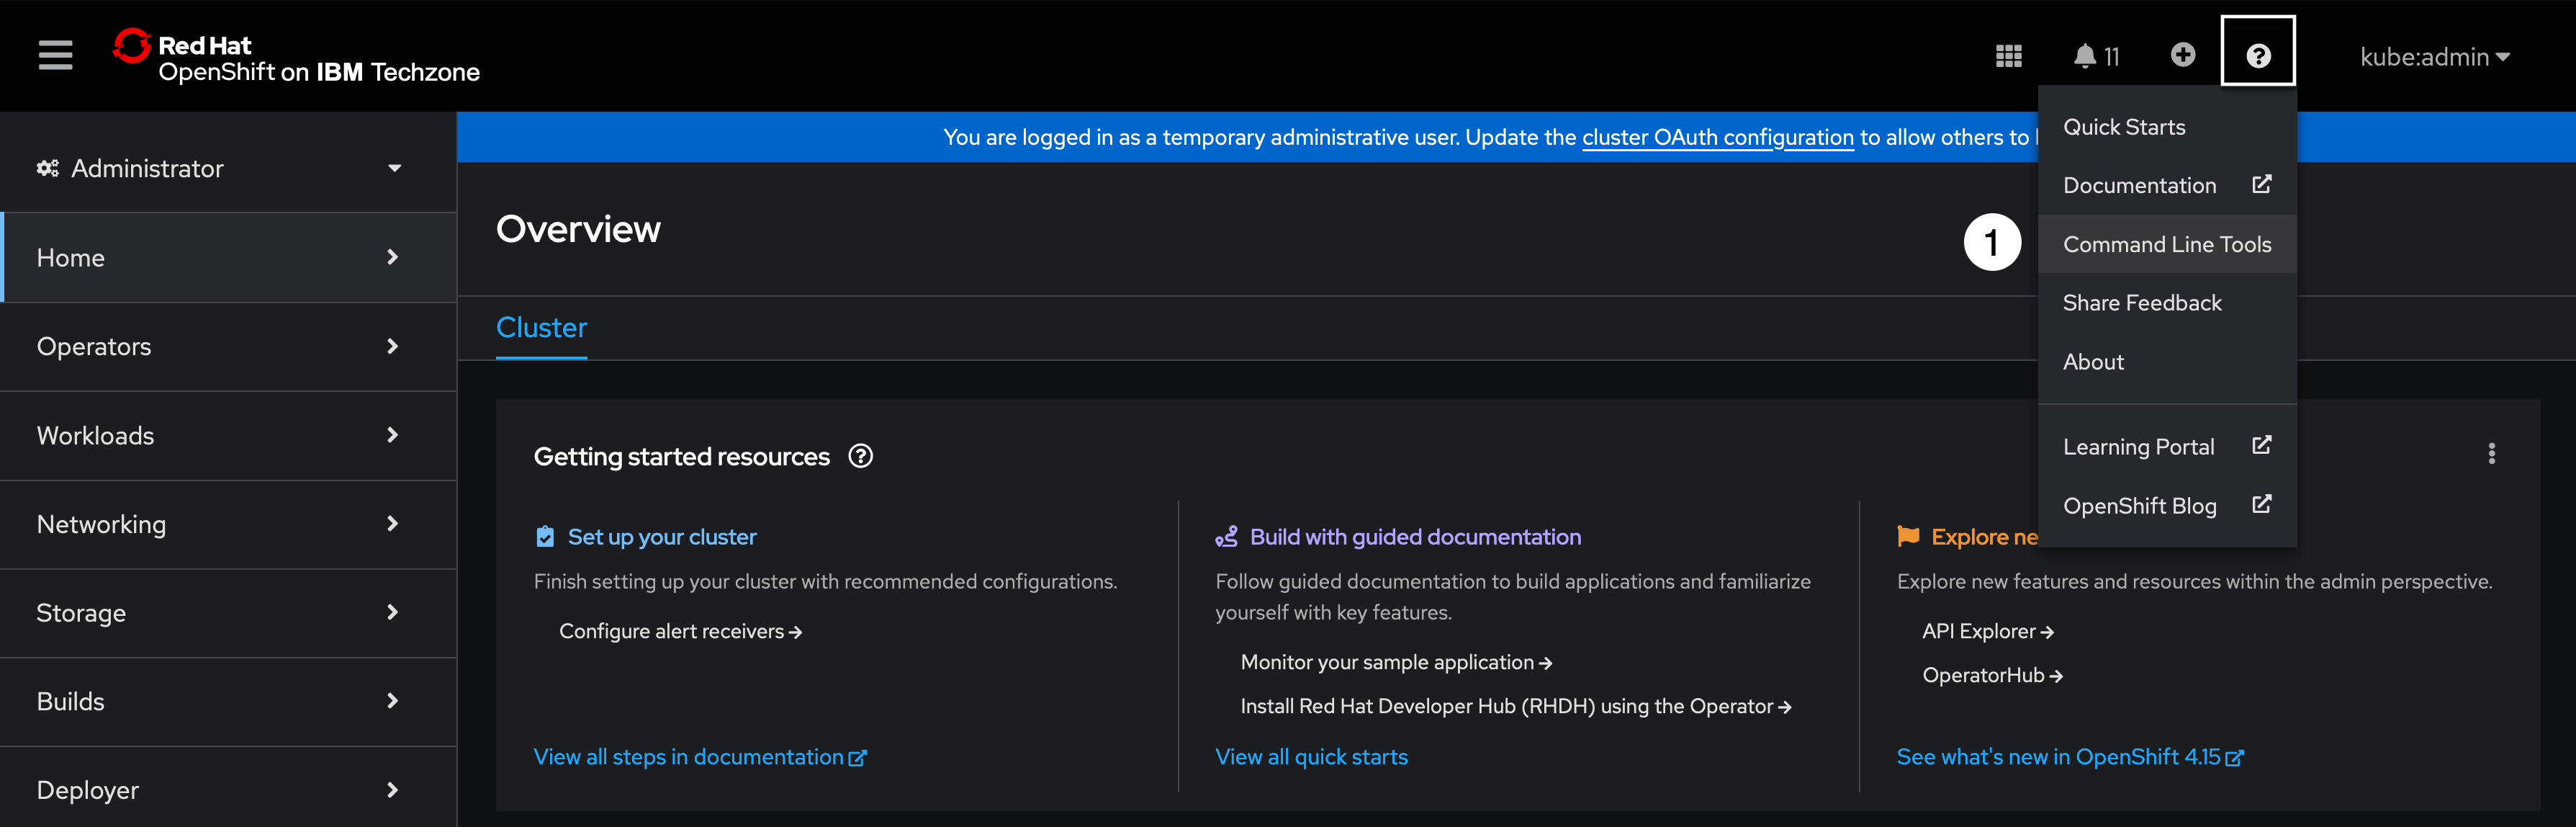 Red Hat
OpenShift on IBM Techzone
11
kube:admin
You are logged in as a temporary administrative user. Update the cluster OAuth configuration to allow others to
Administrator
Home
Operators
Workloads
Networking
Storage
Builds
Deployer
Overview
1
Quick Starts
Documentation
Command Line Tools
Share Feedback
About
Learning Portal
OpenShift Blog
Cluster
Getting started resources
Set up your cluster
Finish setting up your cluster with recommended configurations.
Configure alert receivers
View all steps in documentation
Build with guided documentation
Follow guided documentation to build applications and familiarize
yourself with key features.
Monitor your sample application
Install Red Hat Developer Hub (RHDH) using the Operator
View all quick starts
Explore ne
Explore new features and resources within the admin perspective.
API Explorer
OperatorHub
See what's new in OpenShift 4.15